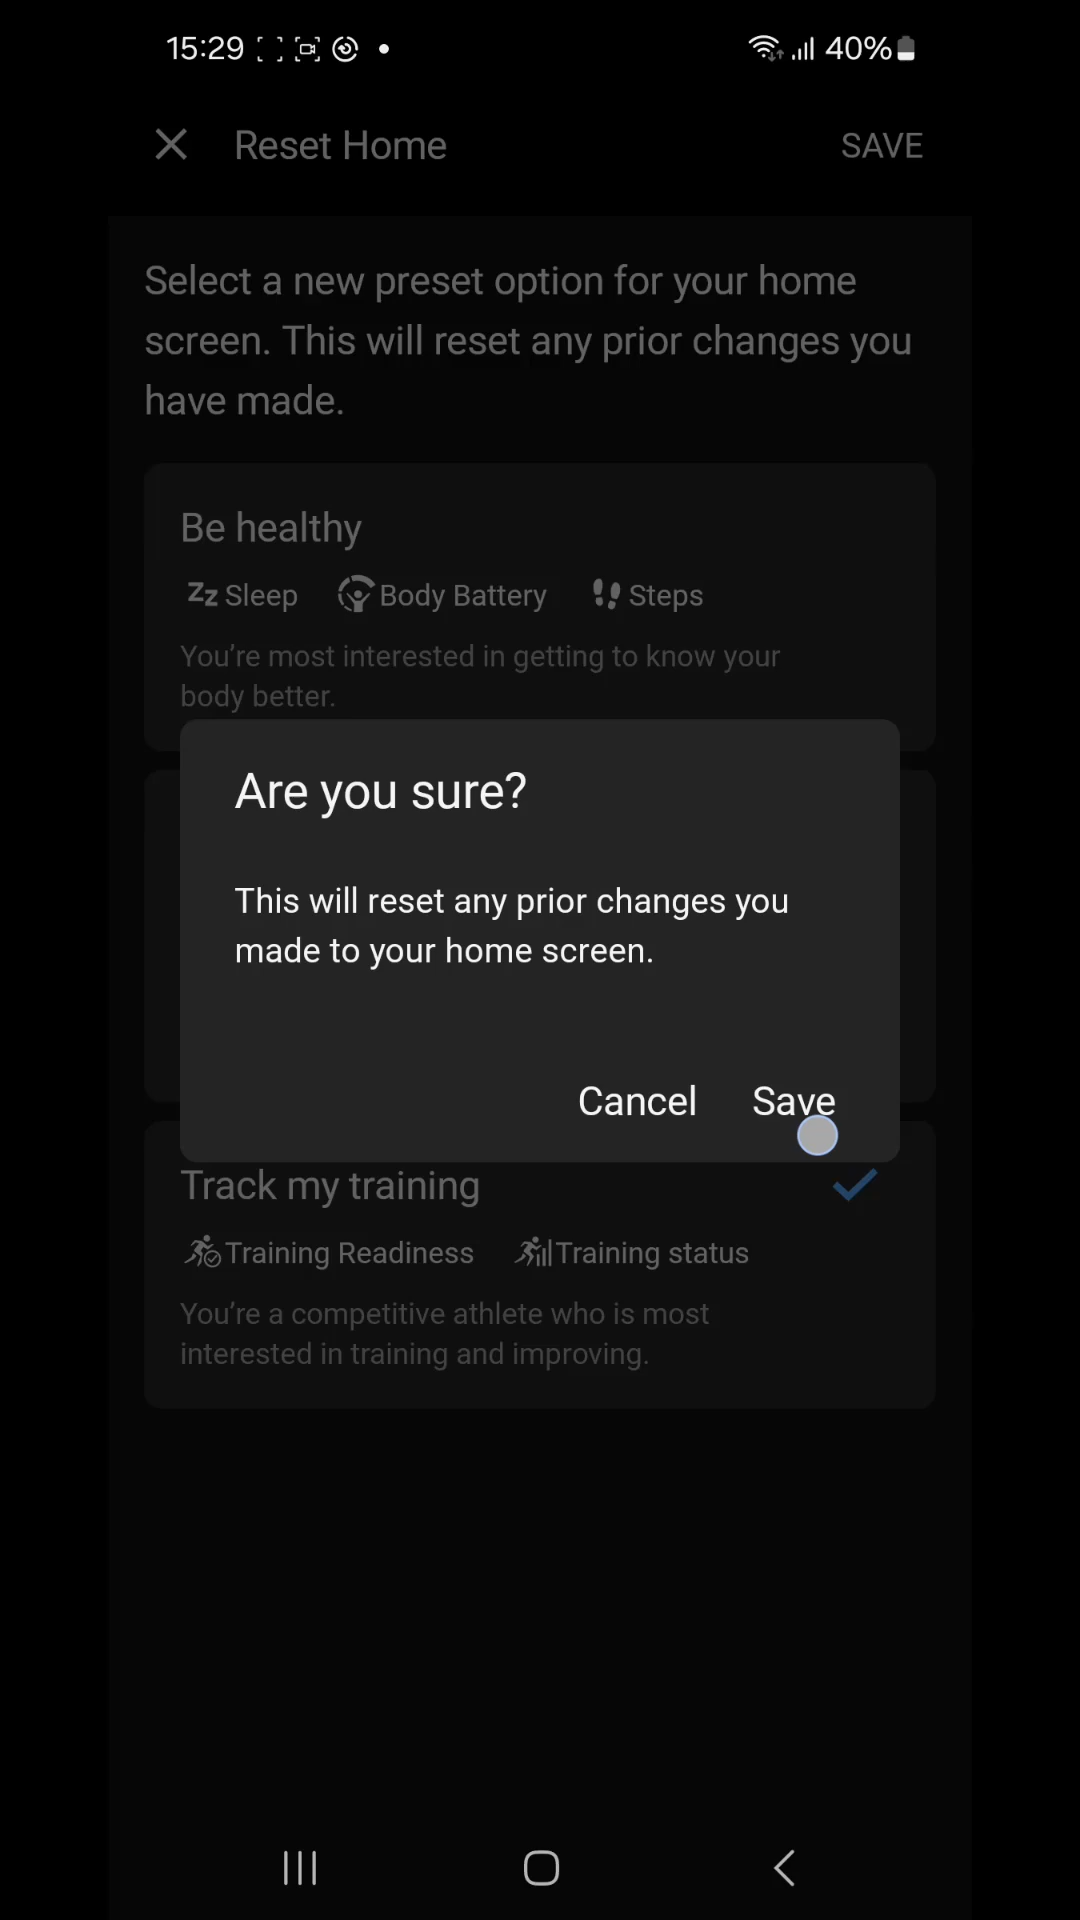 15:29
40%
Reset Home
SAVE
Select a new preset option for your home
screen. This will reset any prior changes you
have made.
Be healthy
Sleep Body Battery Steps
You’re most interested in getting to know your
body better.
Are you sure?
This will reset any prior changes you
made to your home screen.
Cancel Save
Track my training
Training Readiness Training status
You’re a competitive athlete who is most
interested in training and improving.